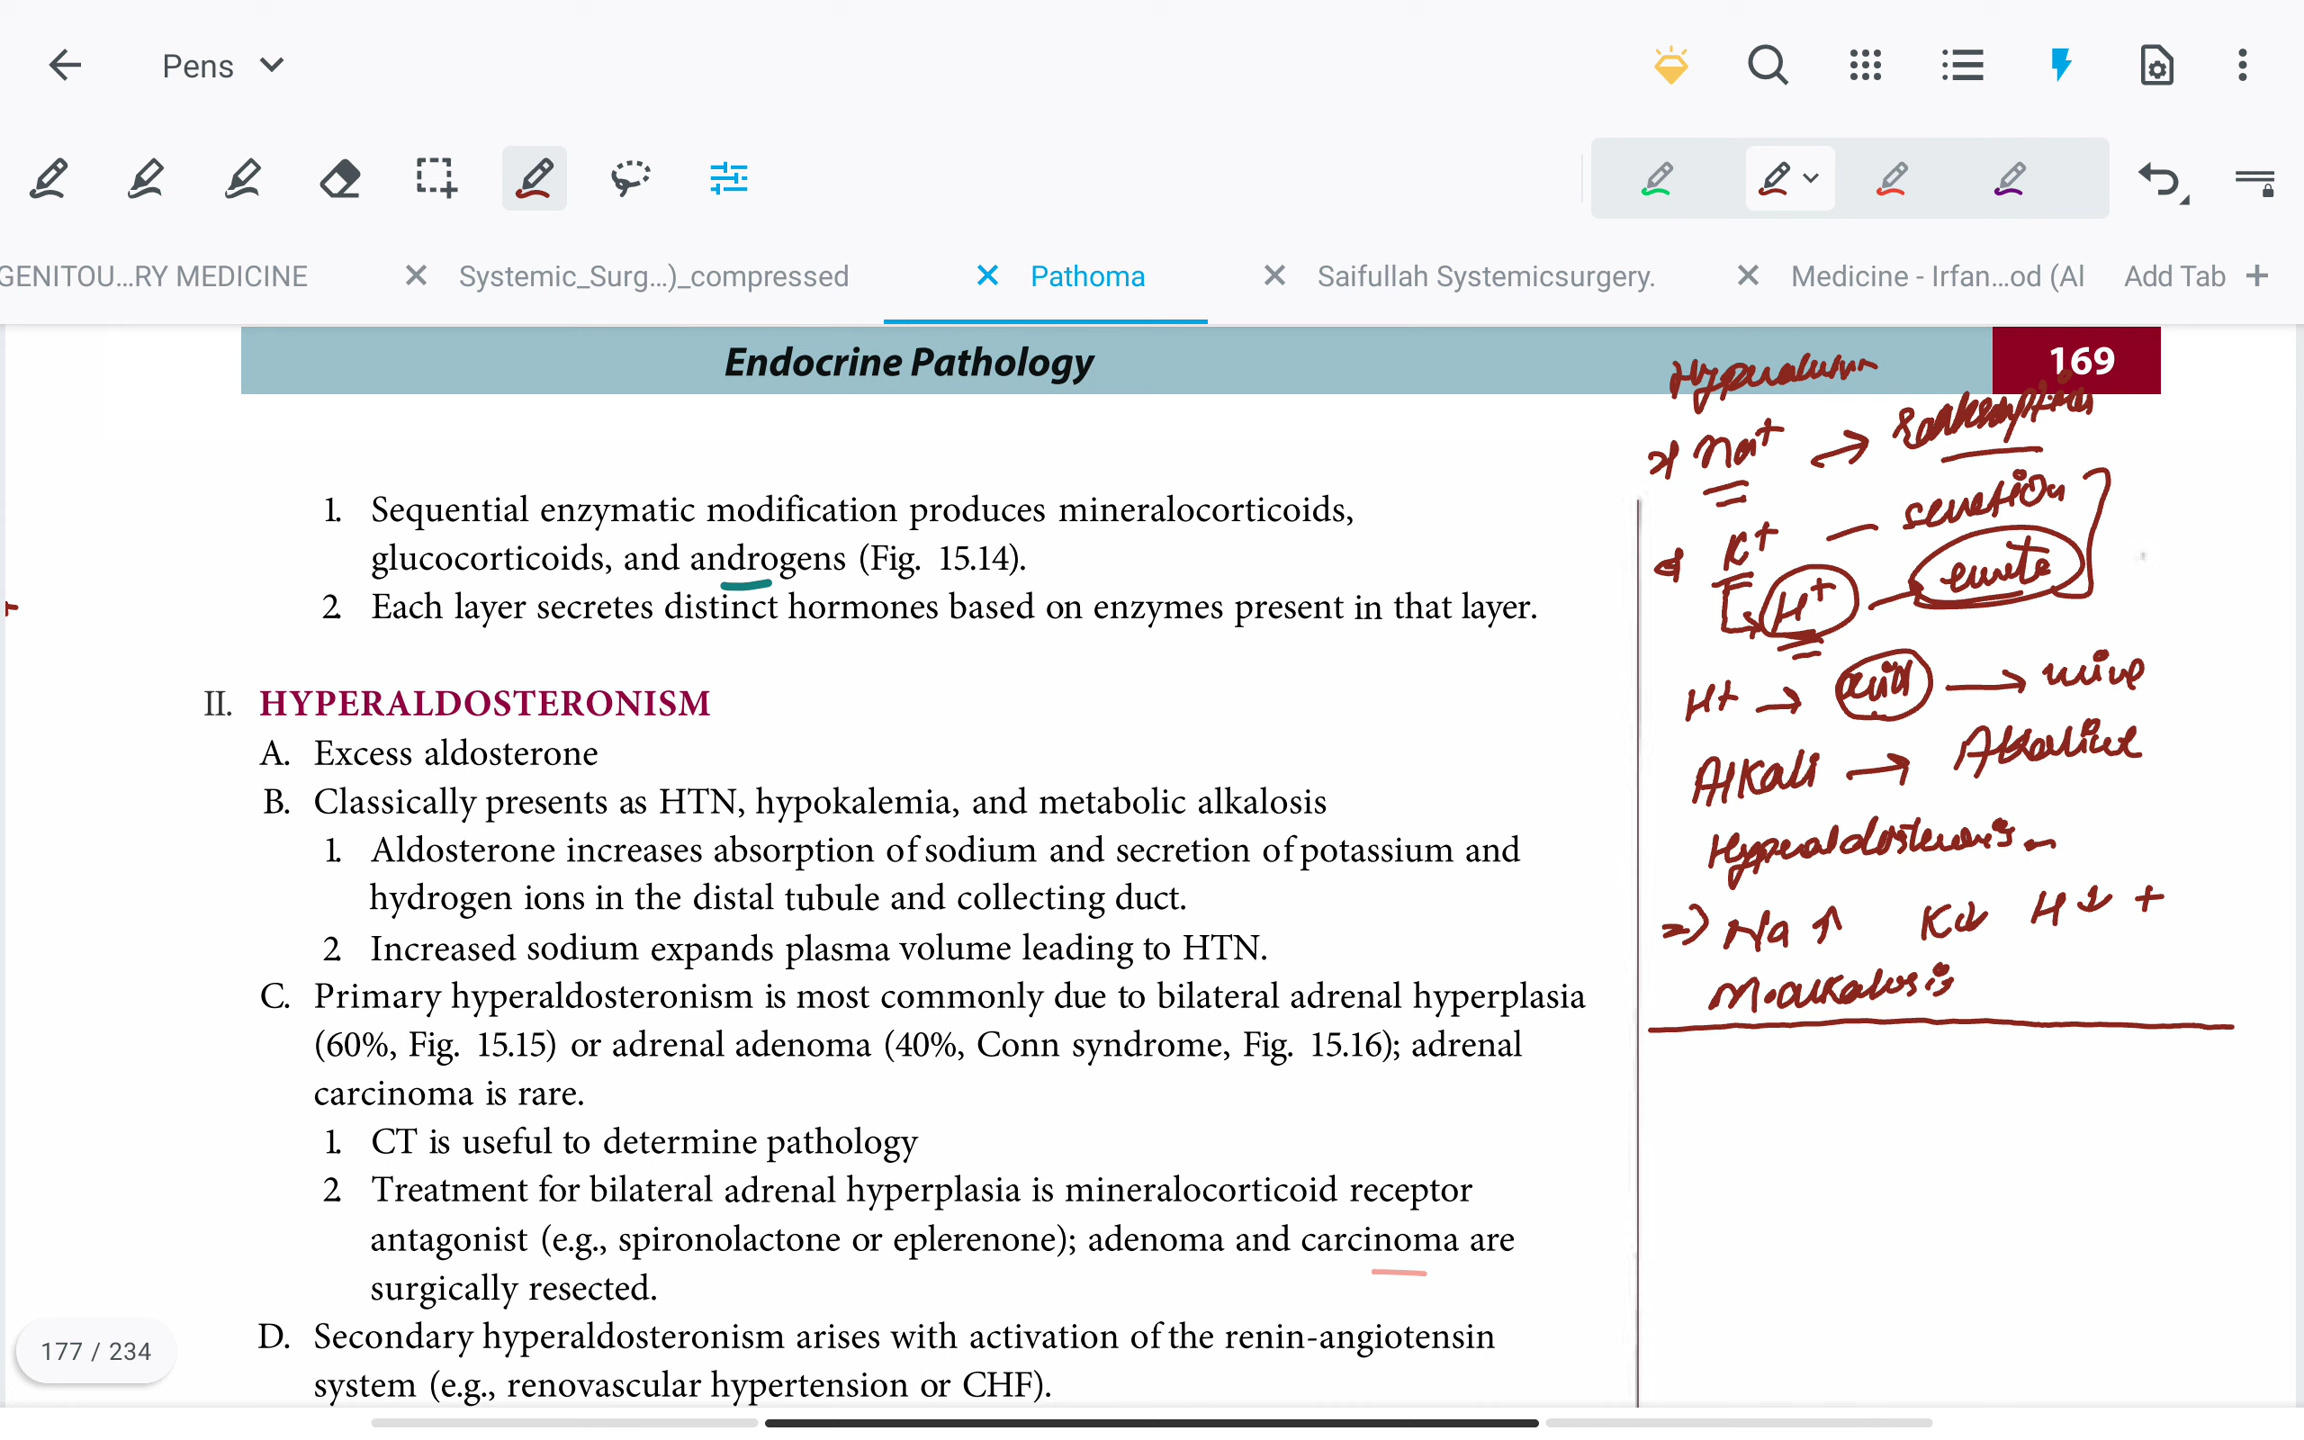 Pens
GENITOU...RY MEDICINE
Systemic_Surg...)_compressed
Pathoma
Saifullah Systemicsurgery.
Medicine - Irfan...od (Al
Add Tab +
Endocrine Pathology
169
1. Sequential enzymatic modification produces mineralocorticoids,
glucocorticoids, and androgens (Fig. 15.14).
2 Each layer secretes distinct hormones based on enzymes present in that layer.
II. HYPERALDOSTERONISM
A. Excess aldosterone
B. Classically presents as HTN, hypokalemia, and metabolic alkalosis
1. Aldosterone increases absorption of sodium and secretion of potassium and
hydrogen ions in the distal tubule and collecting duct.
2 Increased sodium expands plasma volume leading to HTN.
C. Primary hyperaldosteronism is most commonly due to bilateral adrenal hyperplasia
(60%, Fig. 15.15) or adrenal adenoma (40%, Conn syndrome, Fig. 15.16); adrenal
carcinoma is rare.
1. CT is useful to determine pathology
2 Treatment for bilateral adrenal hyperplasia is mineralocorticoid receptor
antagonist (e.g., spironolactone or eplerenone); adenoma and carcinoma are
surgically resected.
D. Secondary hyperaldosteronism arises with activation of the renin-angiotensin
system (e.g., renovascular hypertension or CHF).
Na+ →
K+ — secretion
H+
H+ → acid → urine
Alkali → Alkaline
=> Na ↑ K↓ H↓ +
M.alkalosis
177 / 234